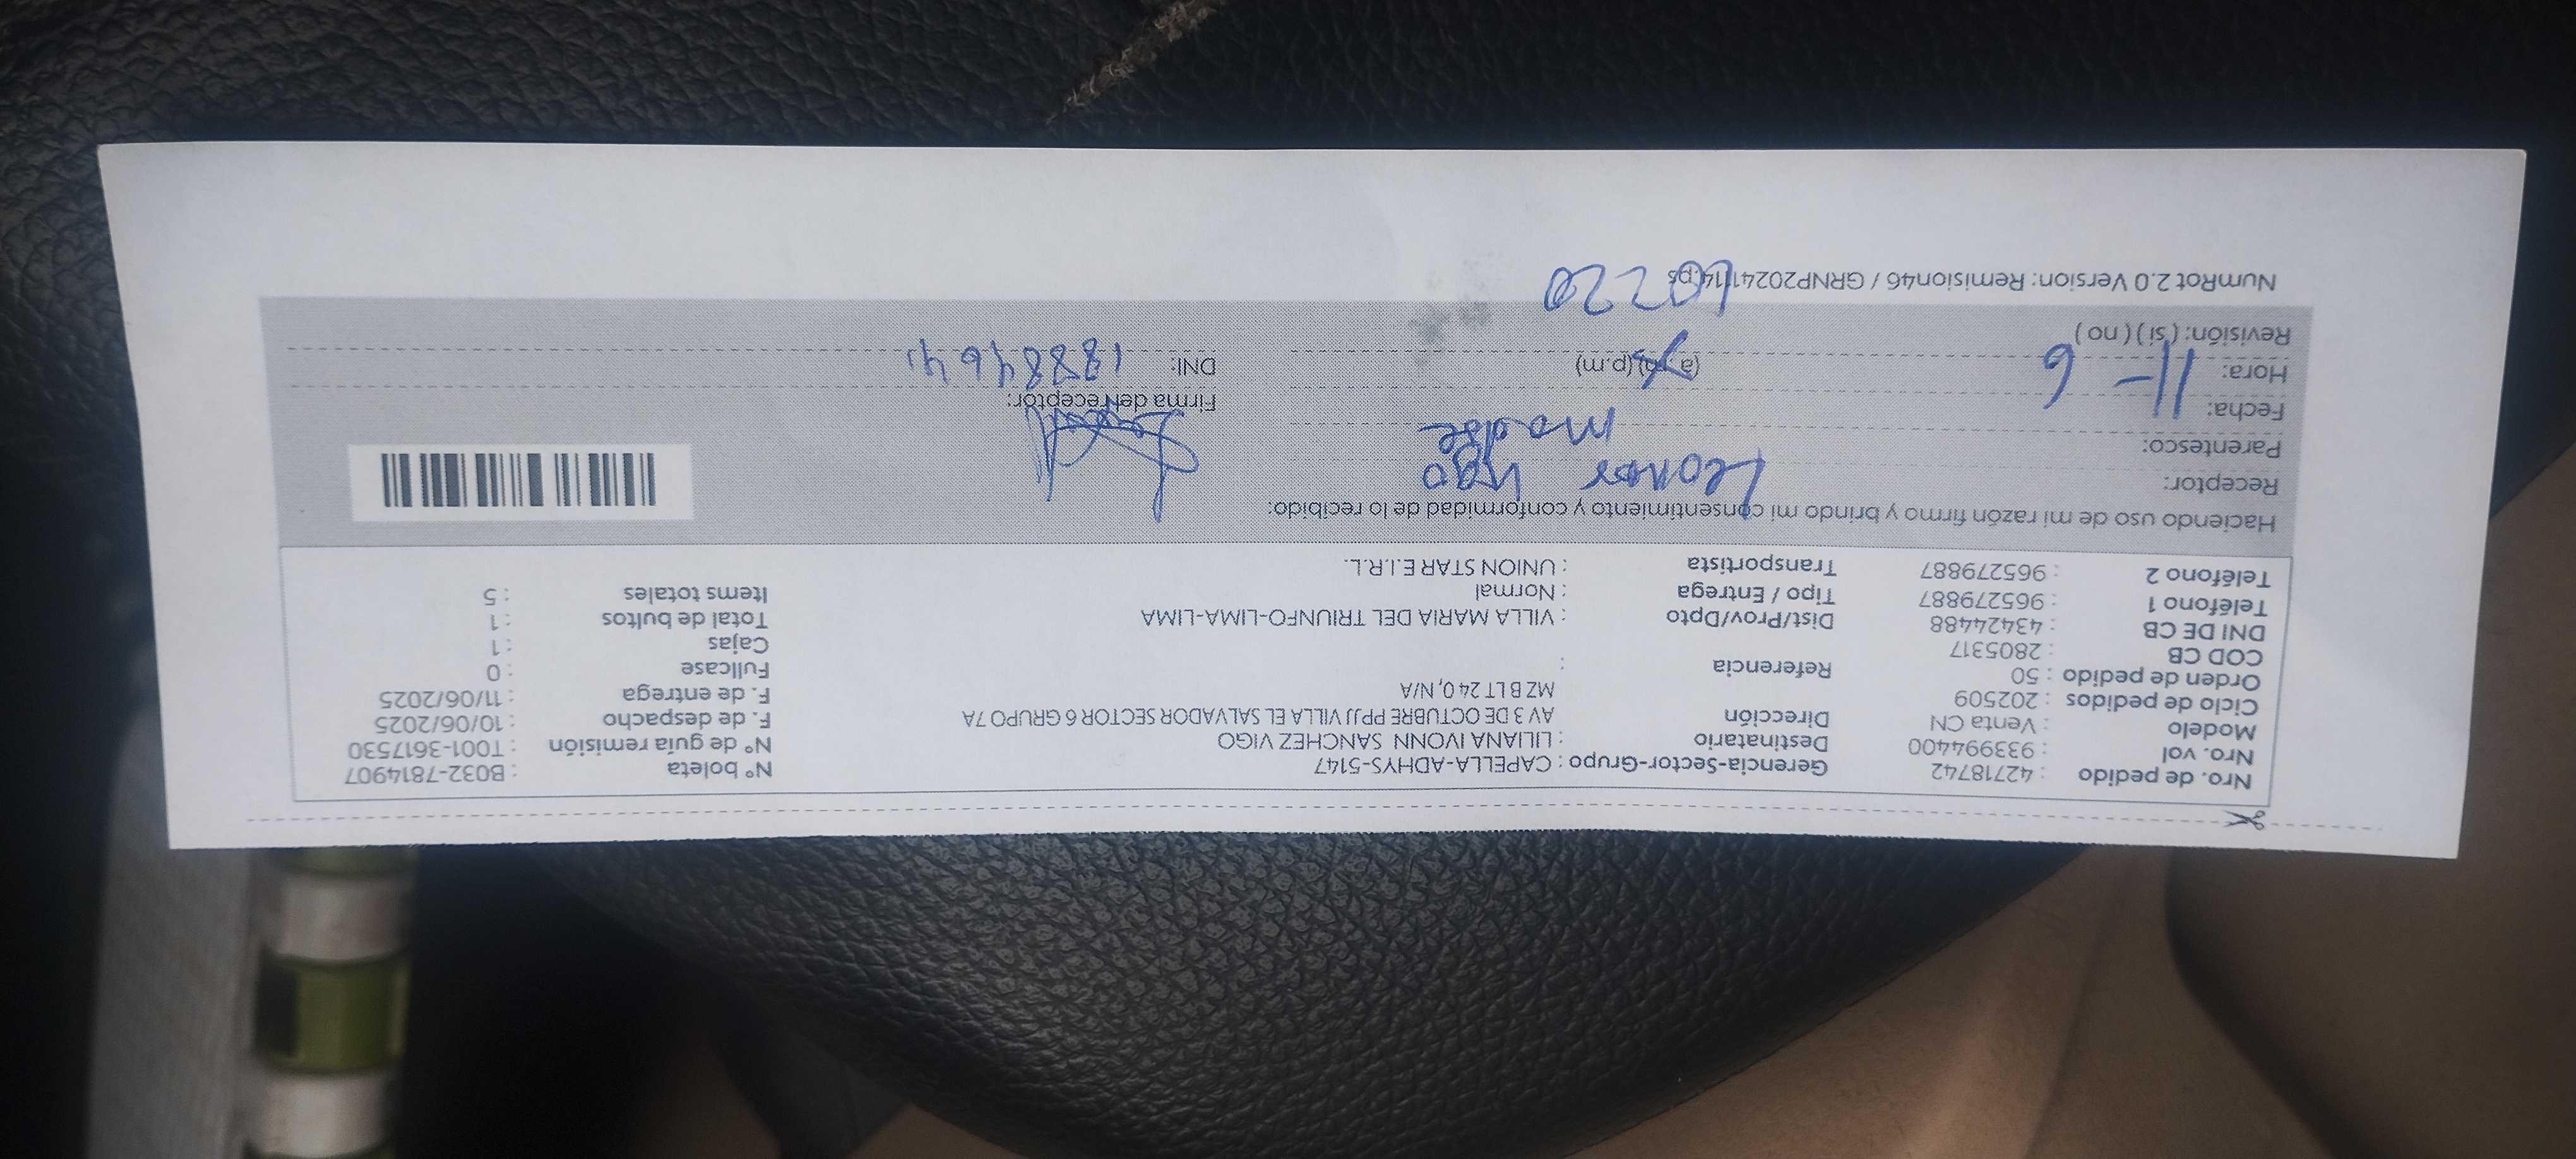 Nro. de pedido : 42718742 Gerencia-Sector-Grupo : CAPELLA-ADHYS-5147 N° boleta : B032-7814907
Nro. vol : 933994400 Destinatario : LILIANA IVONN SANCHEZ VIGO N° de guía remisión : T001-3617530
Modelo : Venta CN Dirección AV 3 DE OCTUBRE PPJJ VILLA EL SALVADOR SECTOR 6 GRUPO 7A F. de despacho : 10/06/2025
Ciclo de pedidos : 202509 MZ B LT 24 0, N/A F. de entrega : 11/06/2025
Orden de pedido : 50 Referencia : Fullcase : 0
COD CB : 2805317 Cajas : 1
DNI DE CB : 43424488 Dist/Prov/Dpto : VILLA MARIA DEL TRIUNFO-LIMA-LIMA Total de bultos : 1
Teléfono 1 : 965279887 Tipo / Entrega : Normal Items totales : 5
Teléfono 2 : 965279887 Transportista : UNION STAR E.I.R.L.
Haciendo uso de mi razón firmo y brindo mi consentimiento y conformidad de lo recibido:
Receptor: Leonor Vigo
Parentesco: madre
Fecha: 11-6 Firma del receptor:
Hora: (a.m) (p.m) DNI:
Revisión: ( si ) ( no )
NumRot 2.0 Version: Remision46 / GRNP20241114.ps